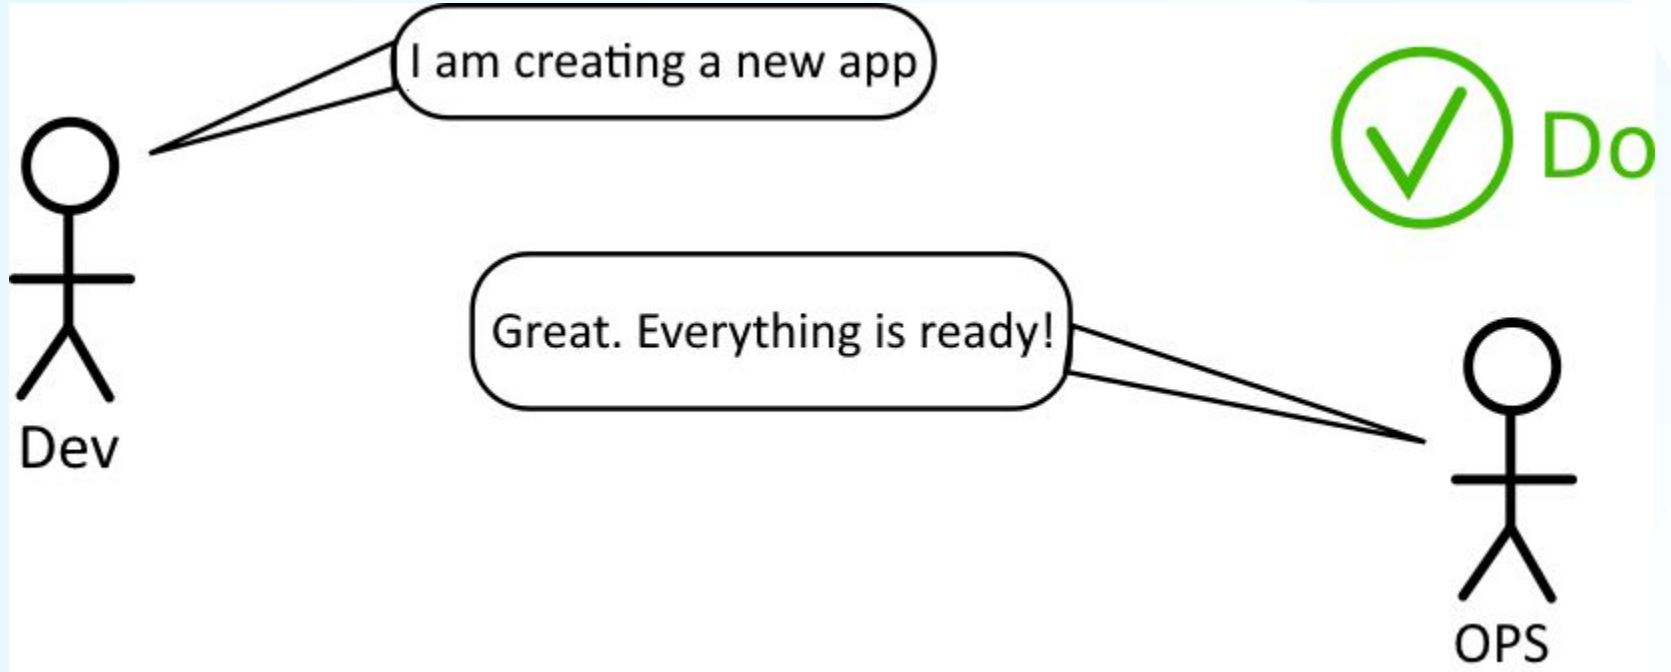 I am creating a new app
Do
Great. Everything is ready!
Dev
OPS